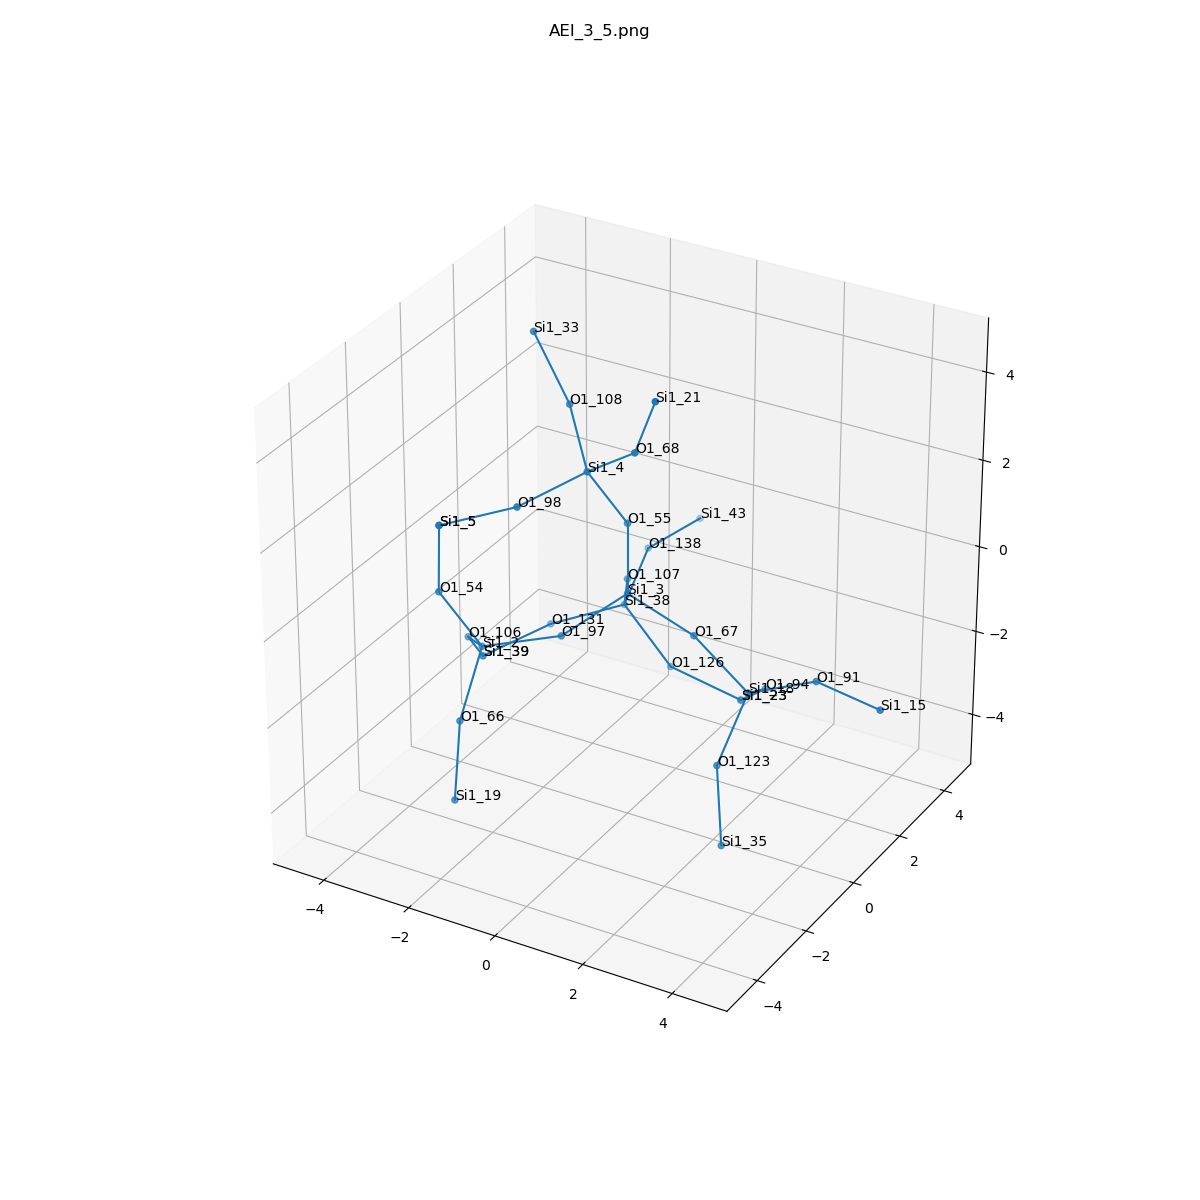 AEI_3_5.png
Si1_33
O1_108
Si1_21
O1_68
Si1_4
O1_98
Si1_43
Si1_5
O1_55
O1_138
O1_107
O1_54
Si1_3
Si1_38
O1_131
O1_97
O1_106
O1_67
Si1_2
Si1_39
O1_126
O1_91
O1_94
Si1_18
Si1_23
Si1_15
O1_66
O1_123
Si1_19
Si1_35
4
2
0
−2
−4
4
2
0
−2
−4
−4
−2
0
2
4